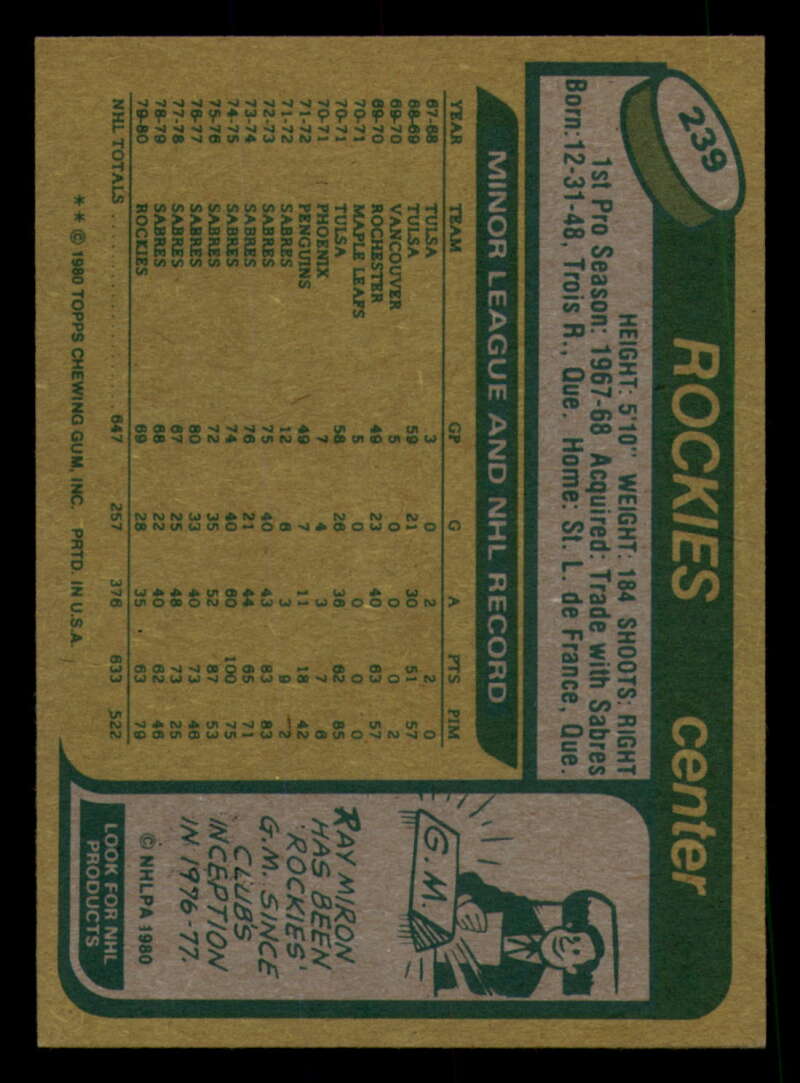 239
ROCKIES center
HEIGHT: 5'10" WEIGHT: 184 SHOOTS: RIGHT
1st Pro Season: 1967-68 Acquired: Trade with Sabres
Born: 12-31-48, Trois R., Que. Home: St. L. de France, Que.
MINOR LEAGUE AND NHL RECORD
YEAR TEAM GP G A PTS PIM
67-68 TULSA 3 0 2 2 0
68-69 TULSA 59 21 30 51 57
69-70 VANCOUVER 5 0 0 0 2
69-70 ROCHESTER 49 23 40 63 57
70-71 MAPLE LEAFS 5 0 0 0 0
70-71 TULSA 58 26 36 62 85
70-71 PHOENIX 7 4 3 7 6
71-72 PENGUINS 49 7 11 18 42
71-72 SABRES 12 6 3 9 2
72-73 SABRES 75 40 43 83 83
73-74 SABRES 76 21 44 65 71
74-75 SABRES 74 40 60 100 75
75-76 SABRES 72 35 52 87 53
76-77 SABRES 80 33 40 73 46
77-78 SABRES 67 25 48 73 25
78-79 SABRES 68 22 40 62 46
79-80 ROCKIES 69 28 35 63 79
NHL TOTALS 647 257 376 633 522
** © 1980 TOPPS CHEWING GUM, INC. PRTD. IN U.S.A.
G.M.
RAY MIRON
HAS BEEN
ROCKIES'
G.M. SINCE
CLUB'S
INCEPTION
IN 1976-77.
© NHLPA 1980
LOOK FOR NHL
PRODUCTS